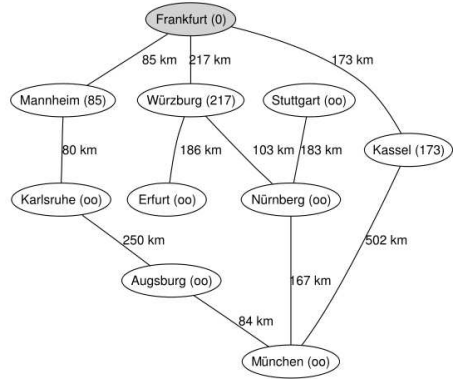 Frankfurt (0)
85 km
217 km
173 km
Mannheim (85)
Würzburg (217)
Stuttgart (oo)
80 km
186 km
103 km
183 km
Kassel (173)
Karlsruhe (oo)
Erfurt (oo)
Nürnberg (oo)
250 km
502 km
Augsburg (oo)
167 km
84 km
München (oo)